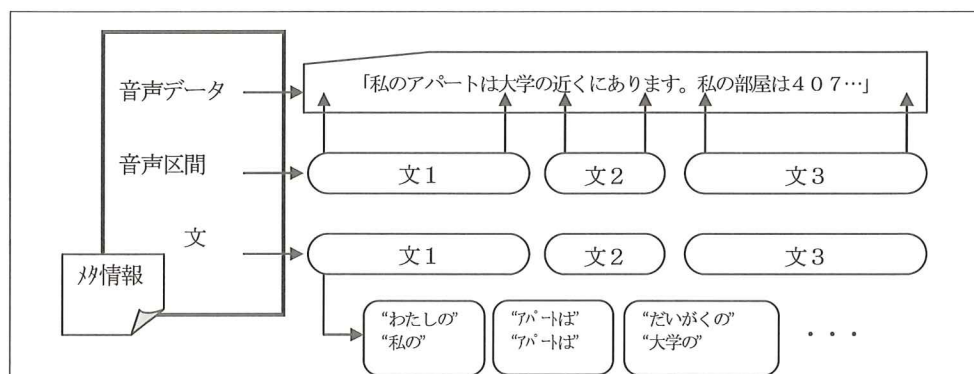 音声データ
「私のアパートは大学の近くにあります。私の部屋は４０７…」
音声区間
文１ 文２ 文３
文
文１ 文２ 文３
ﾒﾀ情報
“わたしの” “ｱﾊﾟｰﾄは” “だいがくの”
“私の” “ｱﾊﾟｰﾄは” “大学の”
・・・